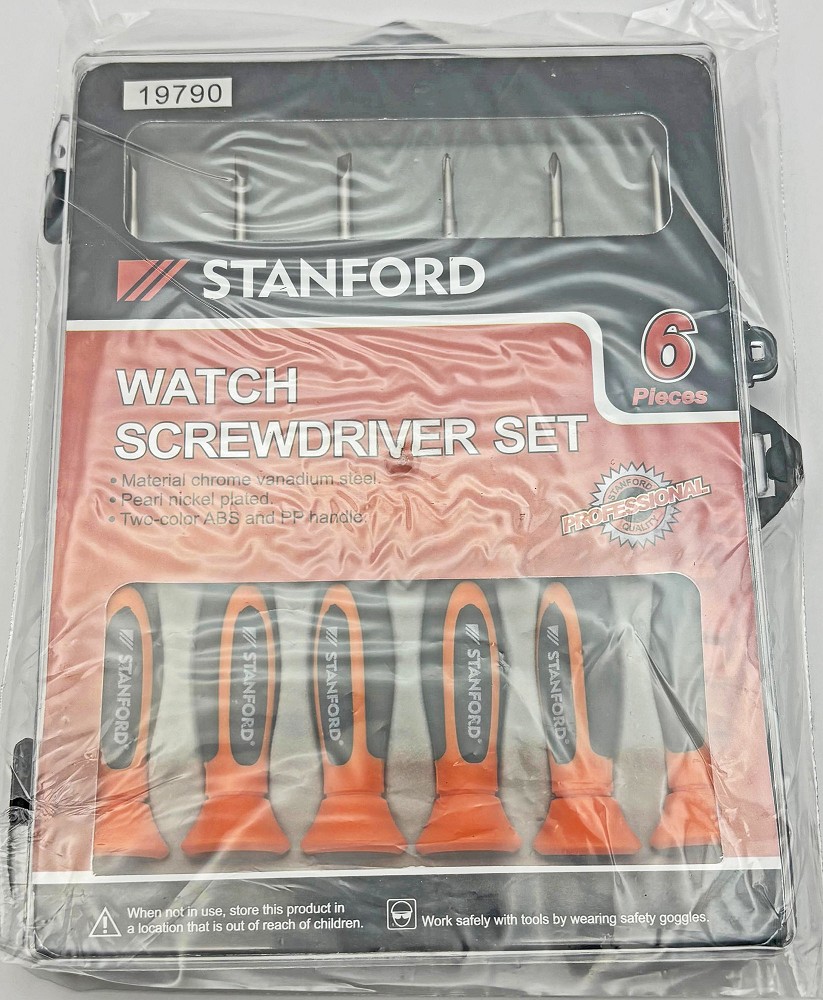 19790
STANFORD
6
Pieces
WATCH
SCREWDRIVER SET
• Material chrome vanadium steel.
• Pearl nickel plated.
• Two-color ABS and PP handle
STANFORD
PROFESSIONAL
QUALITY
STANFORD®
STANFORD®
STANFORD®
STANFORD®
STANFORD®
When not in use, store this product in
a location that is out of reach of children.
Work safely with tools by wearing safety goggles.